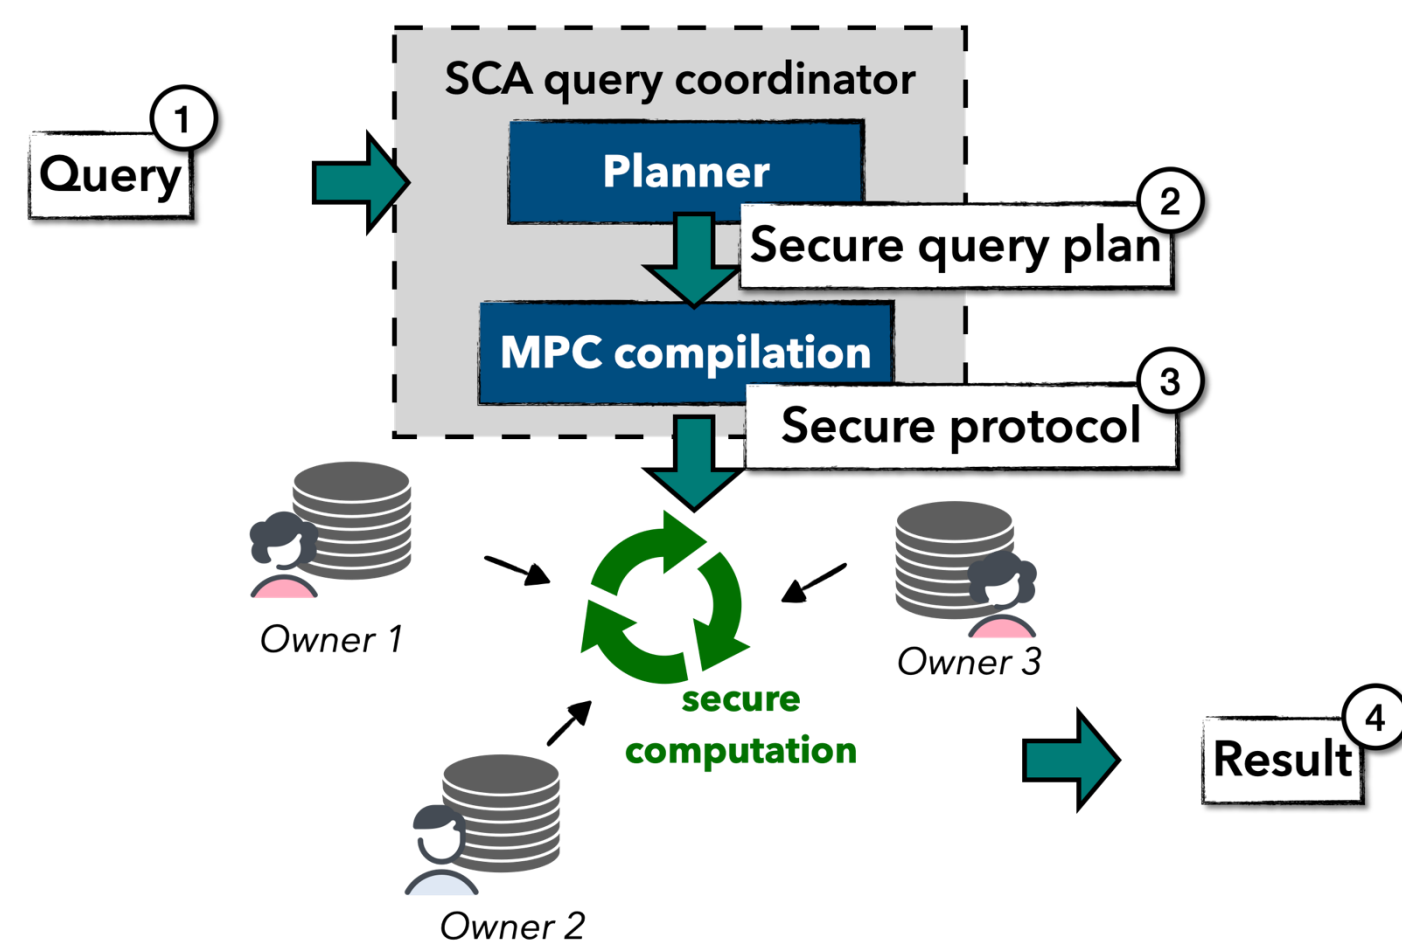 SCA query coordinator
1
Query
Planner
2
Secure query plan
MPC compilation
3
Secure protocol
Owner 1
Owner 3
secure
computation
4
Result
Owner 2